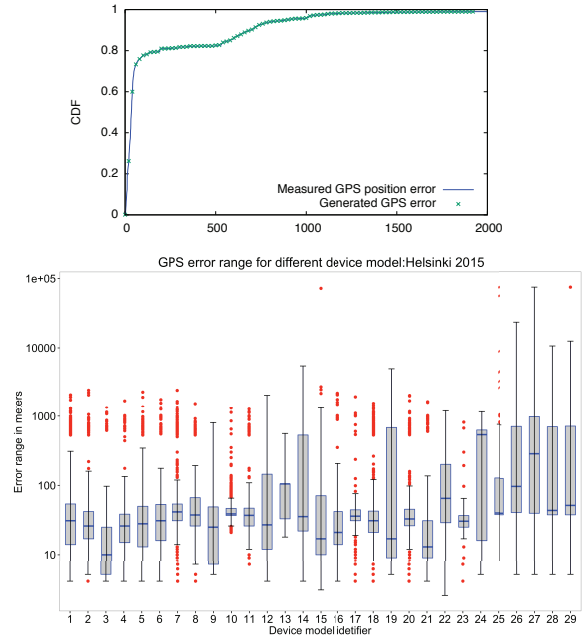 1
0.8
0.6
0.4
0.2
0
CDF
Measured GPS position error
Generated GPS error
0 500 1000 1500 2000
GPS error range for different device model:Helsinki 2015
1e+05
10000
1000
100
10
Error range in meers
1 2 3 4 5 6 7 8 9 10 11 12 13 14 15 16 17 18 19 20 21 22 23 24 25 26 27 28 29
Device model idetifier